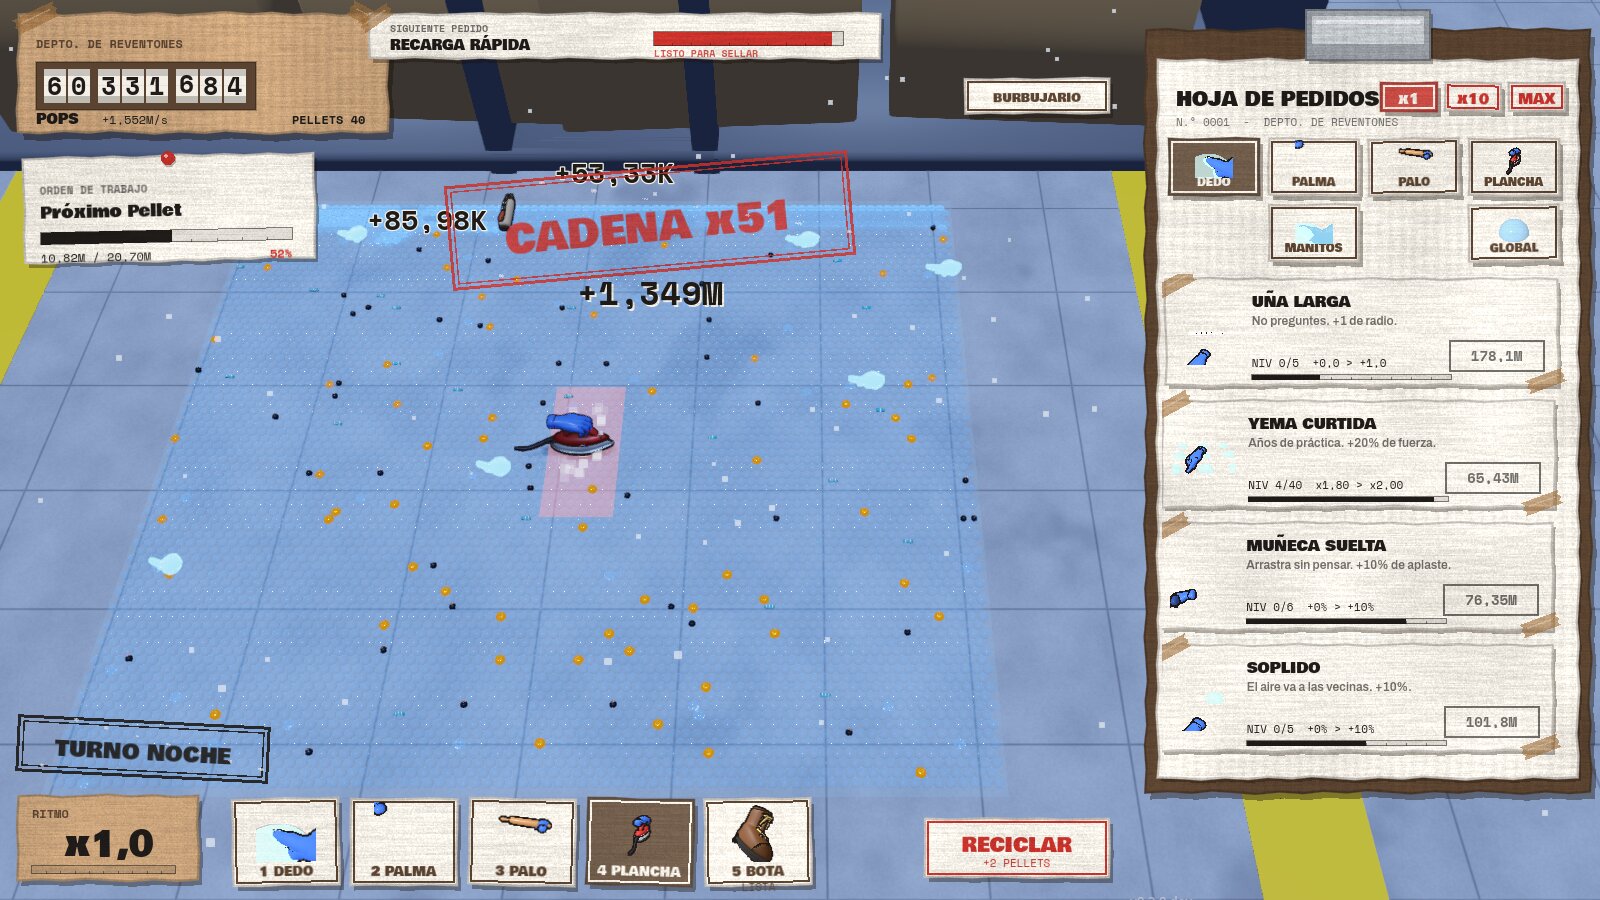 DEPTO. DE REVENTONES
60 331 684
POPS +1,552M/s PELLETS 40
SIGUIENTE PEDIDO
RECARGA RÁPIDA
LISTO PARA SELLAR
BURBUJARIO
ORDEN DE TRABAJO
Próximo Pellet
10,82M / 20,70M 52%
+53,33K
+85,98K
CADENA x51
+1,349M
HOJA DE PEDIDOS
x1 x10 MAX
N.° 0001 - DEPTO. DE REVENTONES
DEDO PALMA PALO PLANCHA
MANITOS GLOBAL
UÑA LARGA
No preguntes. +1 de radio.
NIV 0/5 +0,0 > +1,0
178,1M
YEMA CURTIDA
Años de práctica. +20% de fuerza.
NIV 4/40 x1,80 > x2,00
65,43M
MUÑECA SUELTA
Arrastra sin pensar. +10% de aplaste.
NIV 0/6 +0% > +10%
76,35M
SOPLIDO
El aire va a las vecinas. +10%.
NIV 0/5 +0% > +10%
101,8M
TURNO NOCHE
RITMO
x1,0
1 DEDO 2 PALMA 3 PALO 4 PLANCHA 5 BOTA
LISTA
RECICLAR
+2 PELLETS